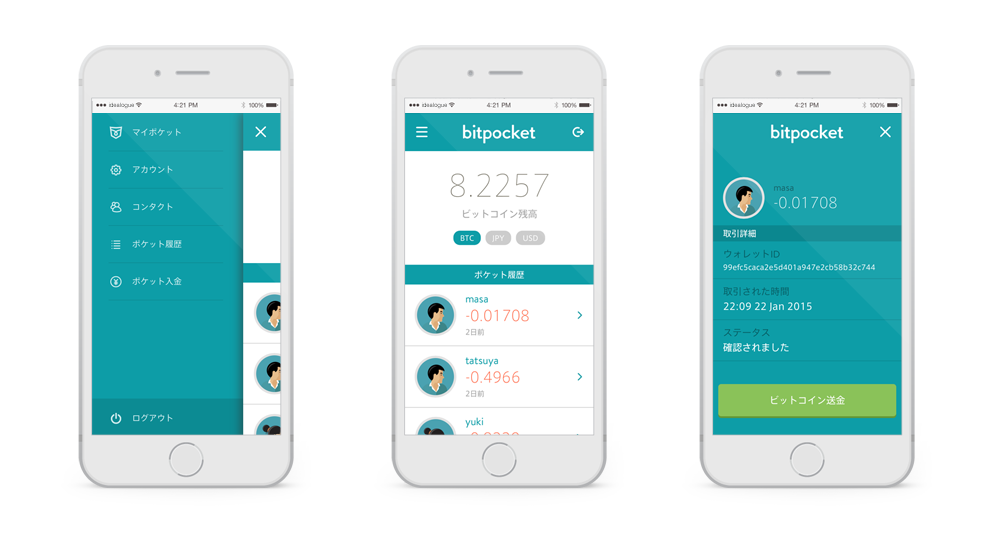 idealogue 4:21 PM 100%
マイポケット
アカウント
コンタクト
ポケット履歴
ポケット入金
ログアウト
idealogue 4:21 PM 100%
bitpocket
8.2257
ビットコイン残高
BTC JPY USD
ポケット履歴
masa
-0.01708
2日前
tatsuya
-0.4966
2日前
yuki
idealogue 4:21 PM 100%
bitpocket
masa
-0.01708
取引詳細
ウォレットID
99efc5caca2e5d401a947e2cb58b32c744
取引された時間
22:09 22 Jan 2015
ステータス
確認されました
ビットコイン送金